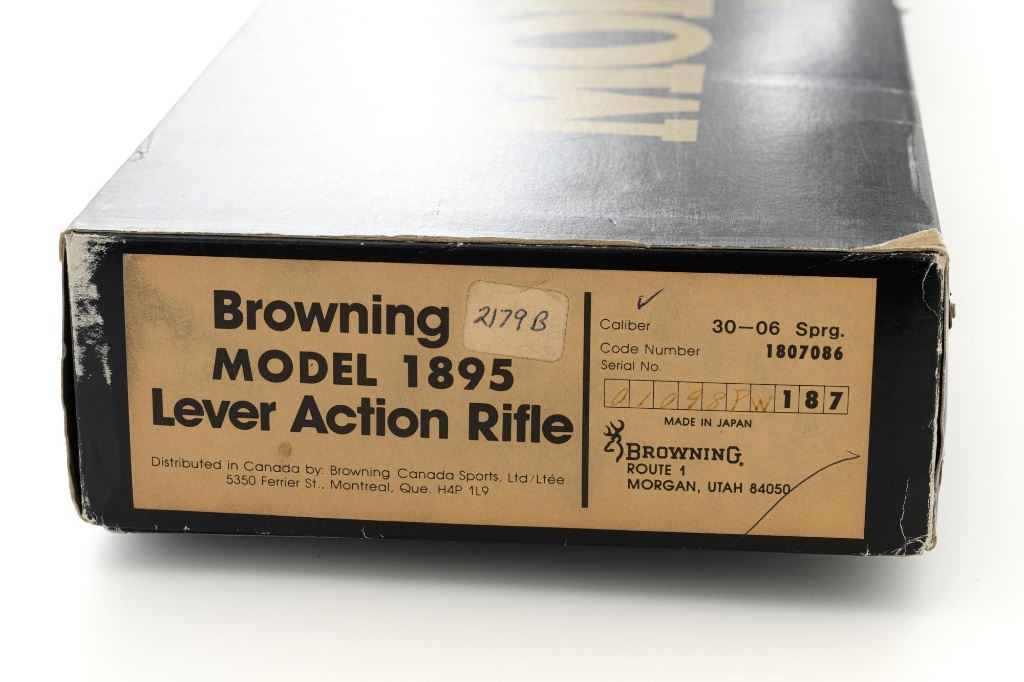 Browning
2179B
MODEL 1895
Lever Action Rifle
Distributed in Canada by: Browning Canada Sports, Ltd/Ltée
5350 Ferrier St., Montreal, Que. H4P 1L9
Caliber 30-06 Sprg.
Code Number 1807086
Serial No.
01098PW187
MADE IN JAPAN
BROWNING.
ROUTE 1
MORGAN, UTAH 84050